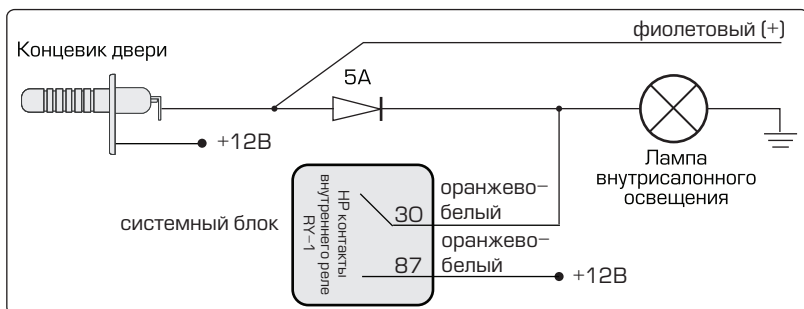 фиолетовый (+)
Концевик двери
5А
+12В
Лампа
внутрисалонного
освещения
системный блок
НР контакты
внутреннего реле
RY-1
30
оранжево-
белый
87
оранжево-
белый
+12В